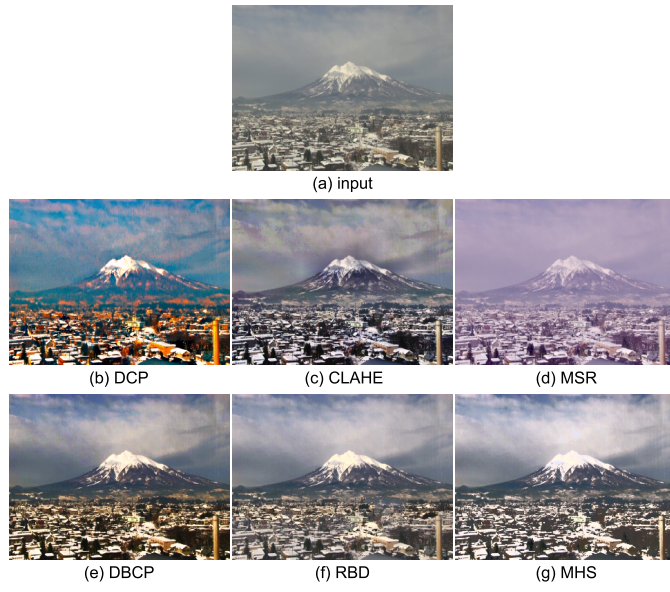 (a) input
(b) DCP
(c) CLAHE
(d) MSR
(e) DBCP
(f) RBD
(g) MHS